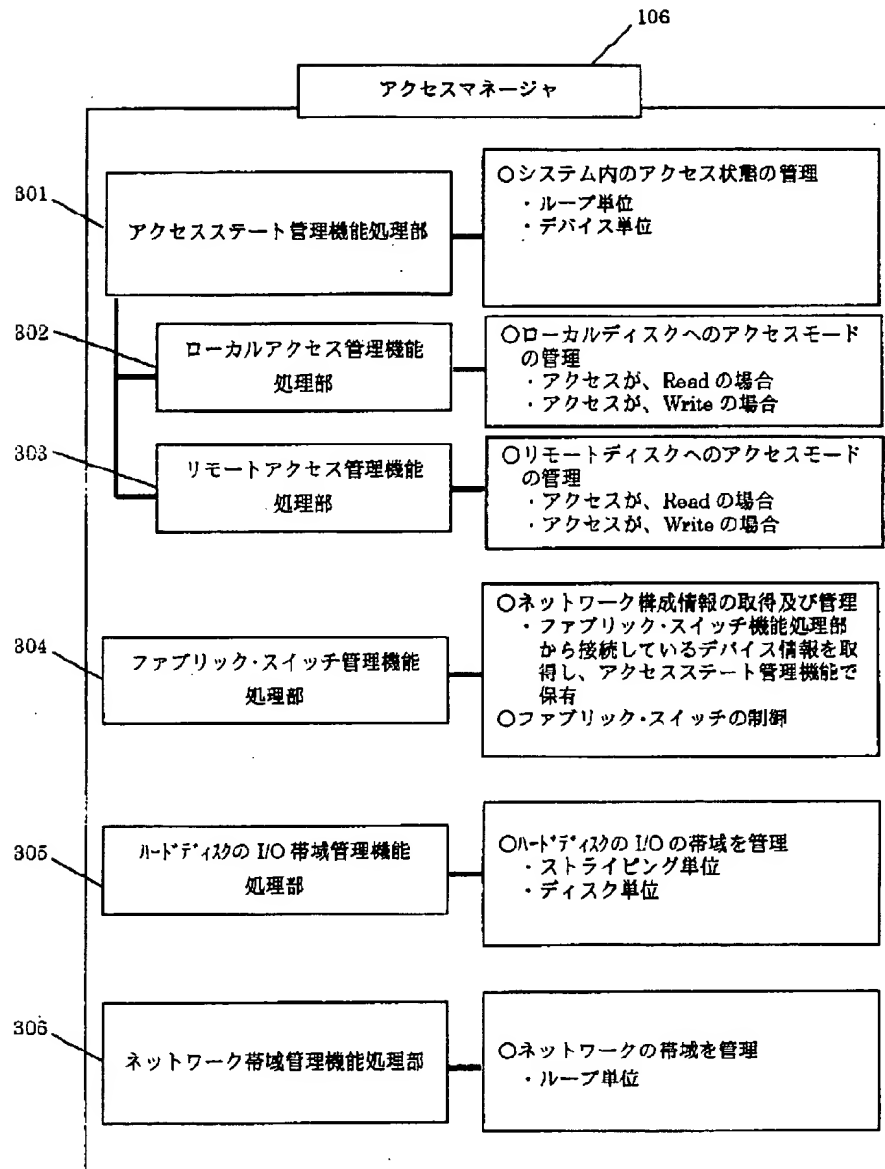 106
アクセスマネージャ
301
アクセスステート管理機能処理部
○システム内のアクセス状態の管理
・ループ単位
・デバイス単位
302
ローカルアクセス管理機能
処理部
○ローカルディスクへのアクセスモード
の管理
・アクセスが、Read の場合
・アクセスが、Write の場合
303
リモートアクセス管理機能
処理部
○リモートディスクへのアクセスモード
の管理
・アクセスが、Read の場合
・アクセスが、Write の場合
304
ファブリック・スイッチ管理機能
処理部
○ネットワーク構成情報の取得及び管理
・ファブリック・スイッチ機能処理部
から接続しているデバイス情報を取
得し、アクセスステート管理機能で
保有
○ファブリック・スイッチの制御
305
ﾊｰﾄﾞﾃﾞｨｽｸの I/O 帯域管理機能
処理部
○ﾊｰﾄﾞﾃﾞｨｽｸの I/O の帯域を管理
・ストライピング単位
・ディスク単位
306
ネットワーク帯域管理機能処理部
○ネットワークの帯域を管理
・ループ単位